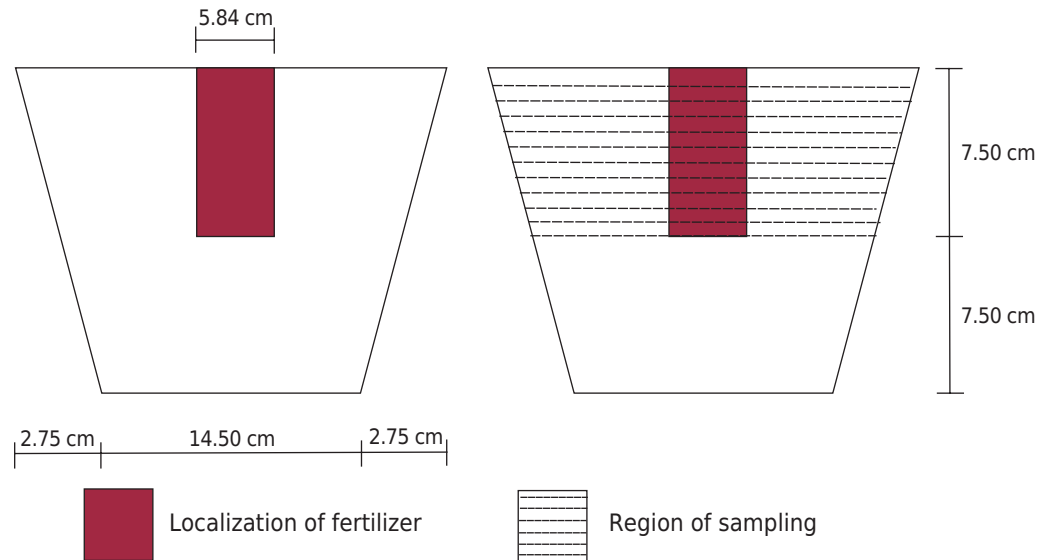 5.84 cm
7.50 cm
7.50 cm
2.75 cm
14.50 cm
2.75 cm
Localization of fertilizer
Region of sampling